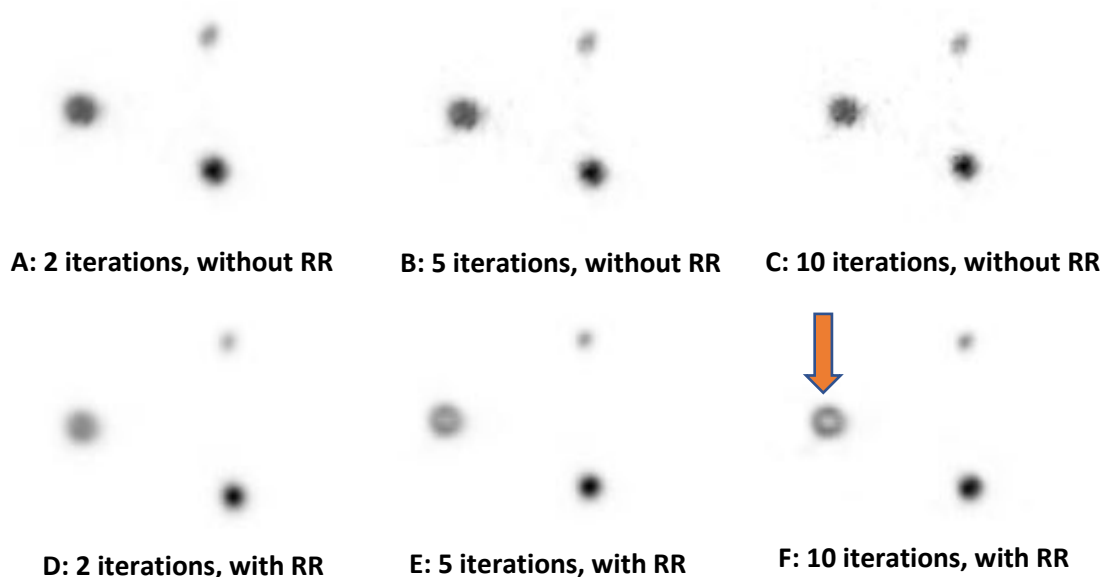 A: 2 iterations, without RR
B: 5 iterations, without RR
C: 10 iterations, without RR
D: 2 iterations, with RR
E: 5 iterations, with RR
F: 10 iterations, with RR